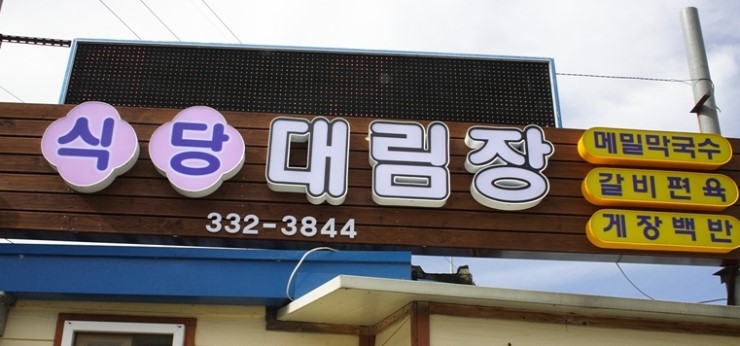 식당 대림장
332-3844
메밀막국수
갈비편육
게장백반